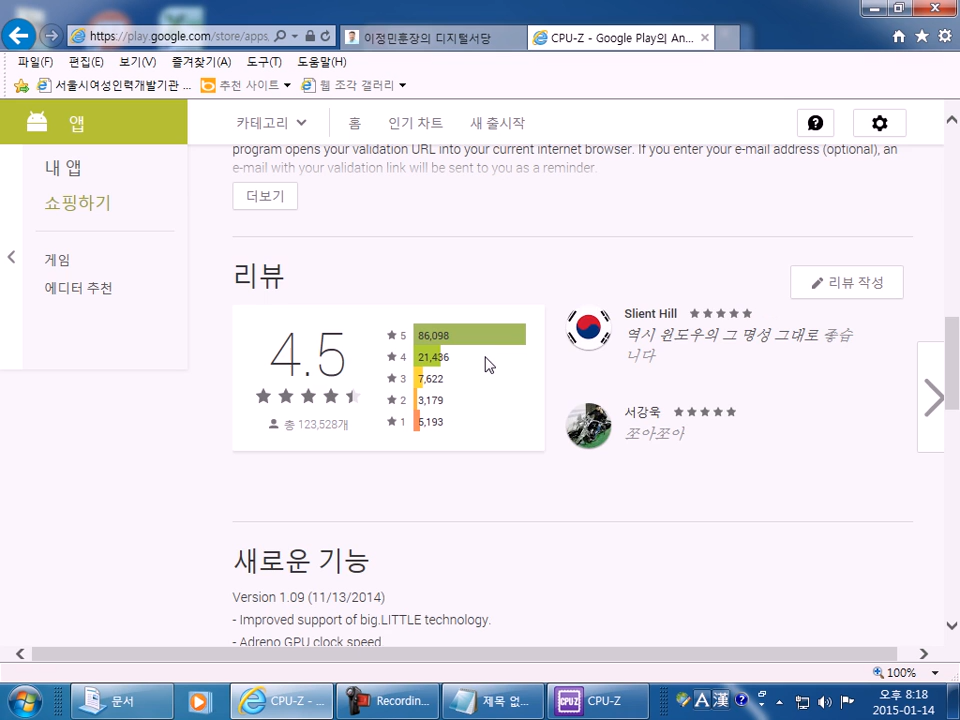 https://play.google.com/store/apps
이정민훈장의 디지털서당
CPU-Z - Google Play의 An...
파일(F) 편집(E) 보기(V) 즐겨찾기(A) 도구(T) 도움말(H)
서울시여성인력개발기관 ... 추천 사이트 웹 조각 갤러리
앱
카테고리 홈 인기 차트 새 출시작
내 앱
쇼핑하기
게임
에디터 추천
program opens your validation URL into your current internet browser. If you enter your e-mail address (optional), an
e-mail with your validation link will be sent to you as a reminder.
더보기
리뷰
리뷰 작성
4.5
총 123,528개
5 86,098
4 21,436
3 7,622
2 3,179
1 5,193
Slient Hill
역시 윈도우의 그 명성 그대로 좋습
니다
서강욱
쪼아쪼아
새로운 기능
Version 1.09 (11/13/2014)
- Improved support of big.LITTLE technology.
- Adreno GPU clock speed.
100%
문서
CPU-Z - ...
Recordin...
제목 없...
CPU-Z
A 漢
오후 8:18
2015-01-14